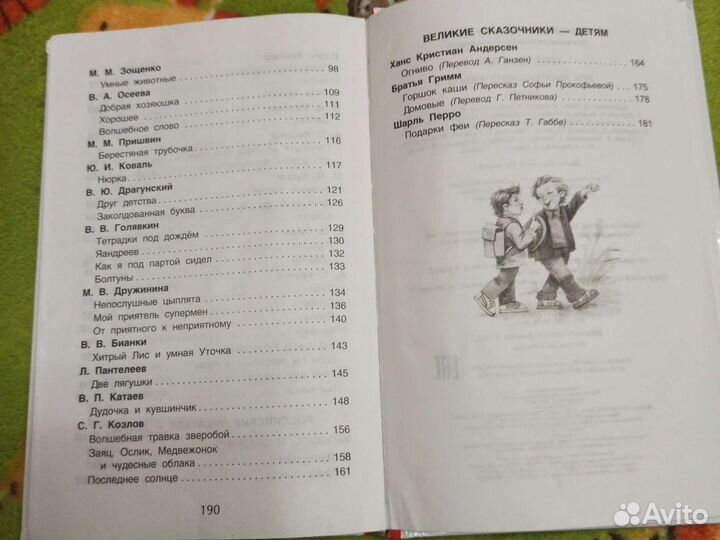 М. М. Зощенко
Умные животные 98
В. А. Осеева
Добрая хозяюшка 109
Хорошее 111
Волшебное слово 112
М. М. Пришвин
Берестяная трубочка 116
Ю. И. Коваль
Нюрка 117
В. Ю. Драгунский
Друг детства 121
Заколдованная буква 126
В. В. Голявкин
Тетрадки под дождём 129
Яандреев 130
Как я под партой сидел 132
Болтуны 133
М. В. Дружинина
Непослушные цыплята 134
Мой приятель супермен 136
От приятного к неприятному 140
В. В. Бианки
Хитрый Лис и умная Уточка 143
Л. Пантелеев
Две лягушки 145
В. П. Катаев
Дудочка и кувшинчик 148
С. Г. Козлов
Волшебная травка зверобой 156
Заяц, Ослик, Медвежонок
и чудесные облака 158
Последнее солнце 161
190
ВЕЛИКИЕ СКАЗОЧНИКИ — ДЕТЯМ
Ханс Кристиан Андерсен
Огниво (Перевод А. Ганзен) 164
Братья Гримм
Горшок каши (Пересказ Софьи Прокофьевой) 175
Домовые (Перевод Г. Петникова) 178
Шарль Перро
Подарки феи (Пересказ Т. Габбе) 181
Avito